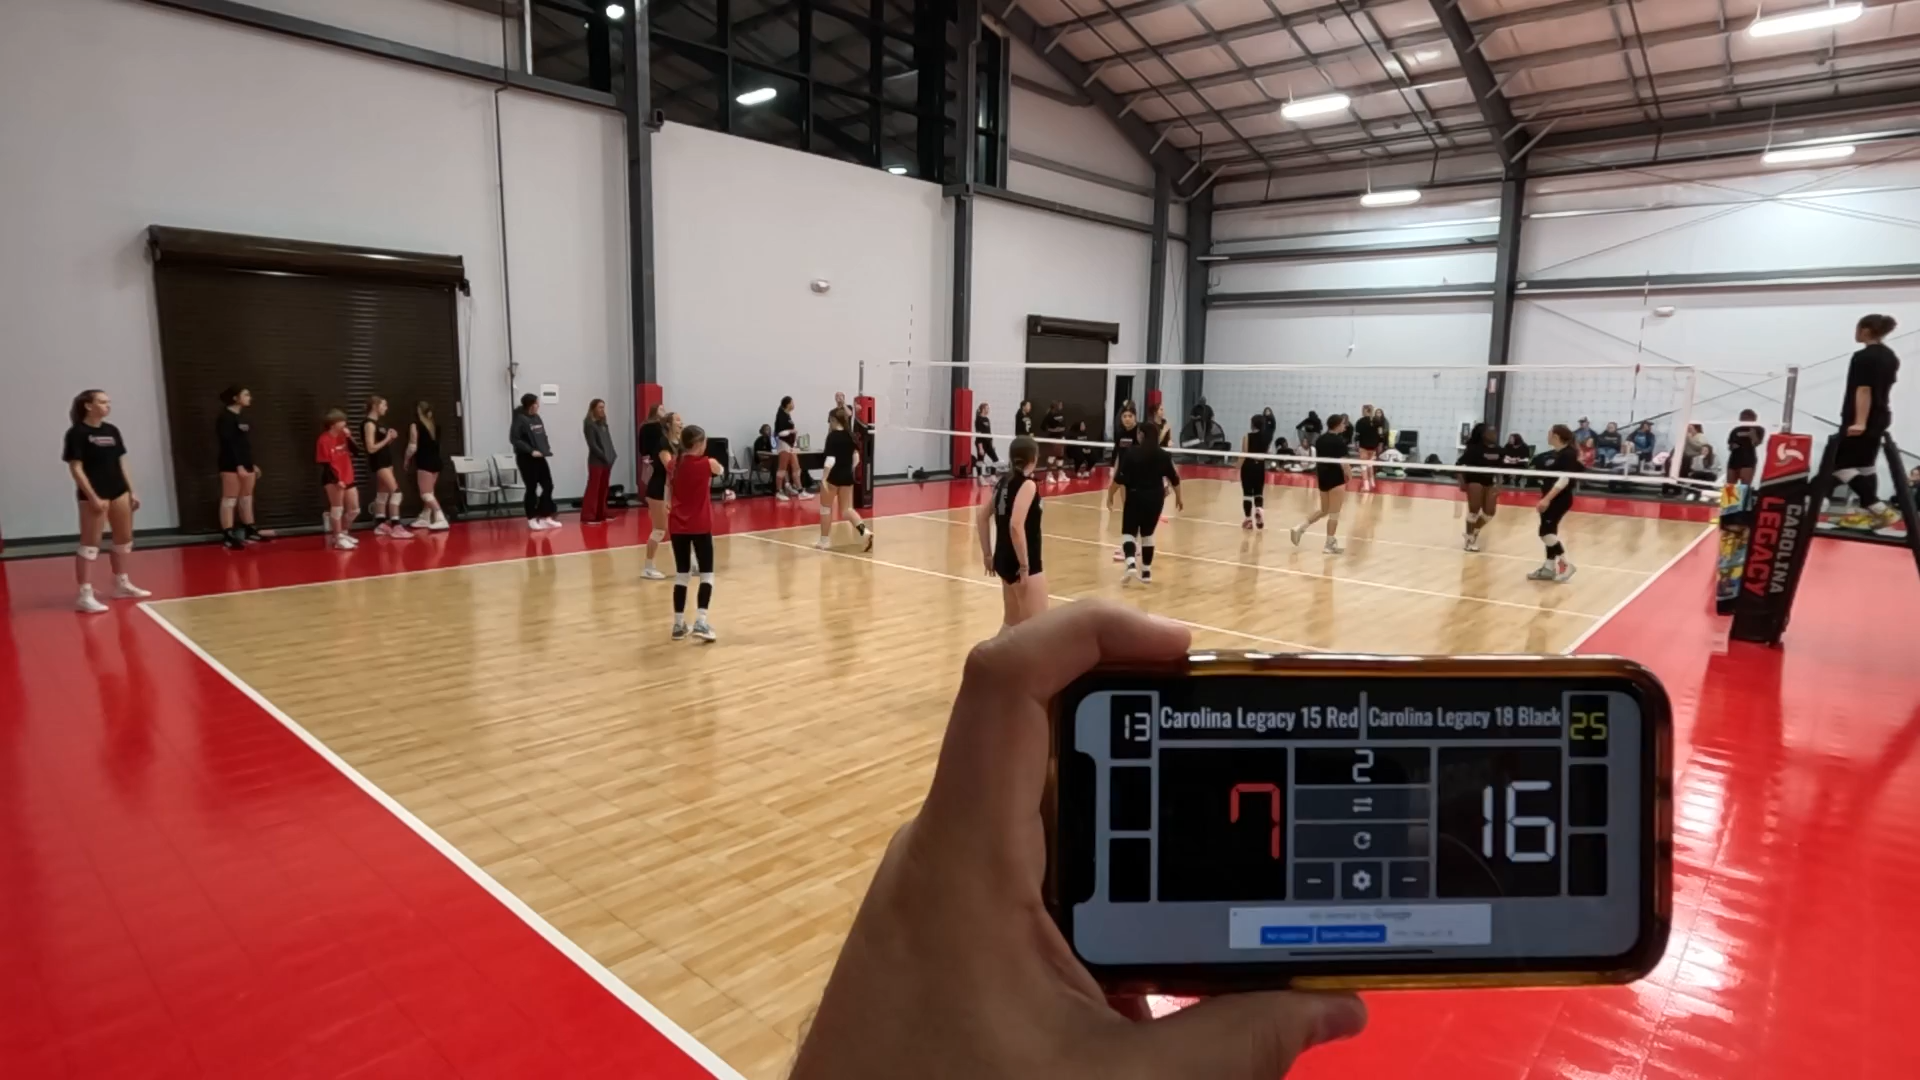 13 Carolina Legacy 15 Red Carolina Legacy 18 Black 25
2
7 16
CAROLINA
LEGACY